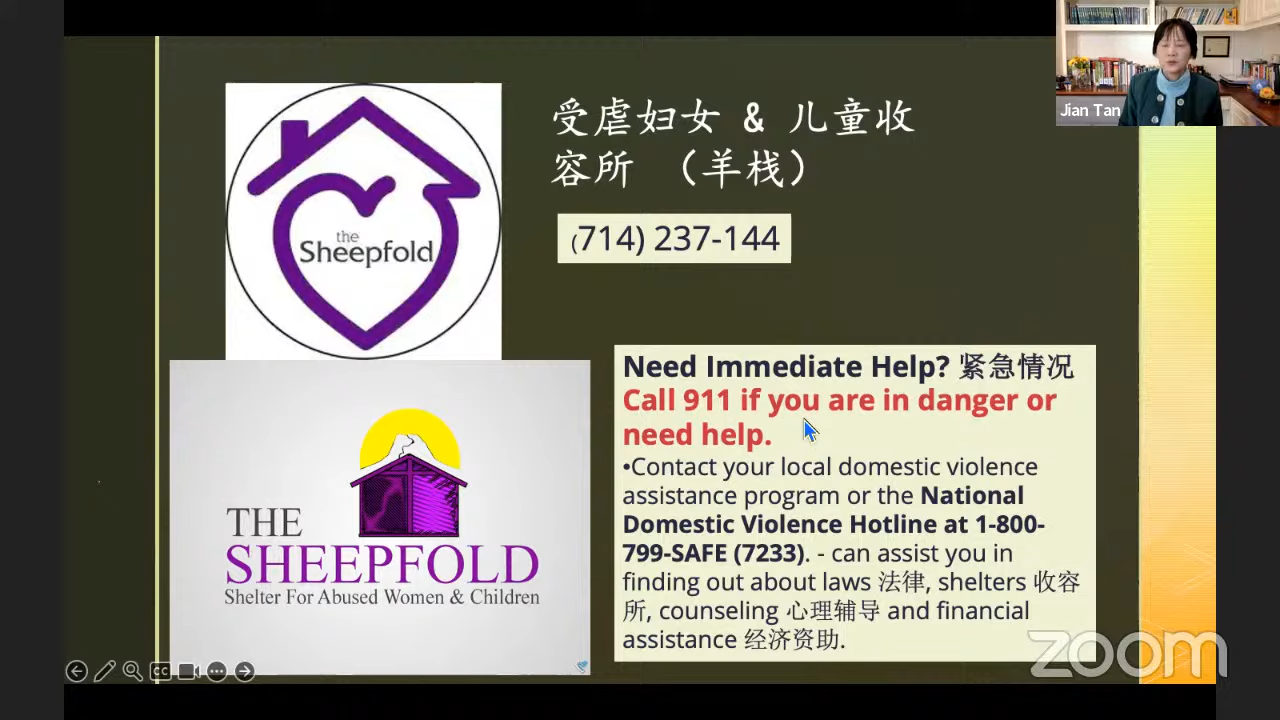 受虐妇女 & 儿童收
容所 （羊栈）
(714) 237-144
the
Sheepfold
THE
SHEEPFOLD
Shelter For Abused Women & Children
Need Immediate Help? 紧急情况
Call 911 if you are in danger or
need help.
•Contact your local domestic violence
assistance program or the National
Domestic Violence Hotline at 1-800-
799-SAFE (7233). - can assist you in
finding out about laws 法律, shelters 收容
所, counseling 心理辅导 and financial
assistance 经济资助.
Jian Tan
CC
zoom